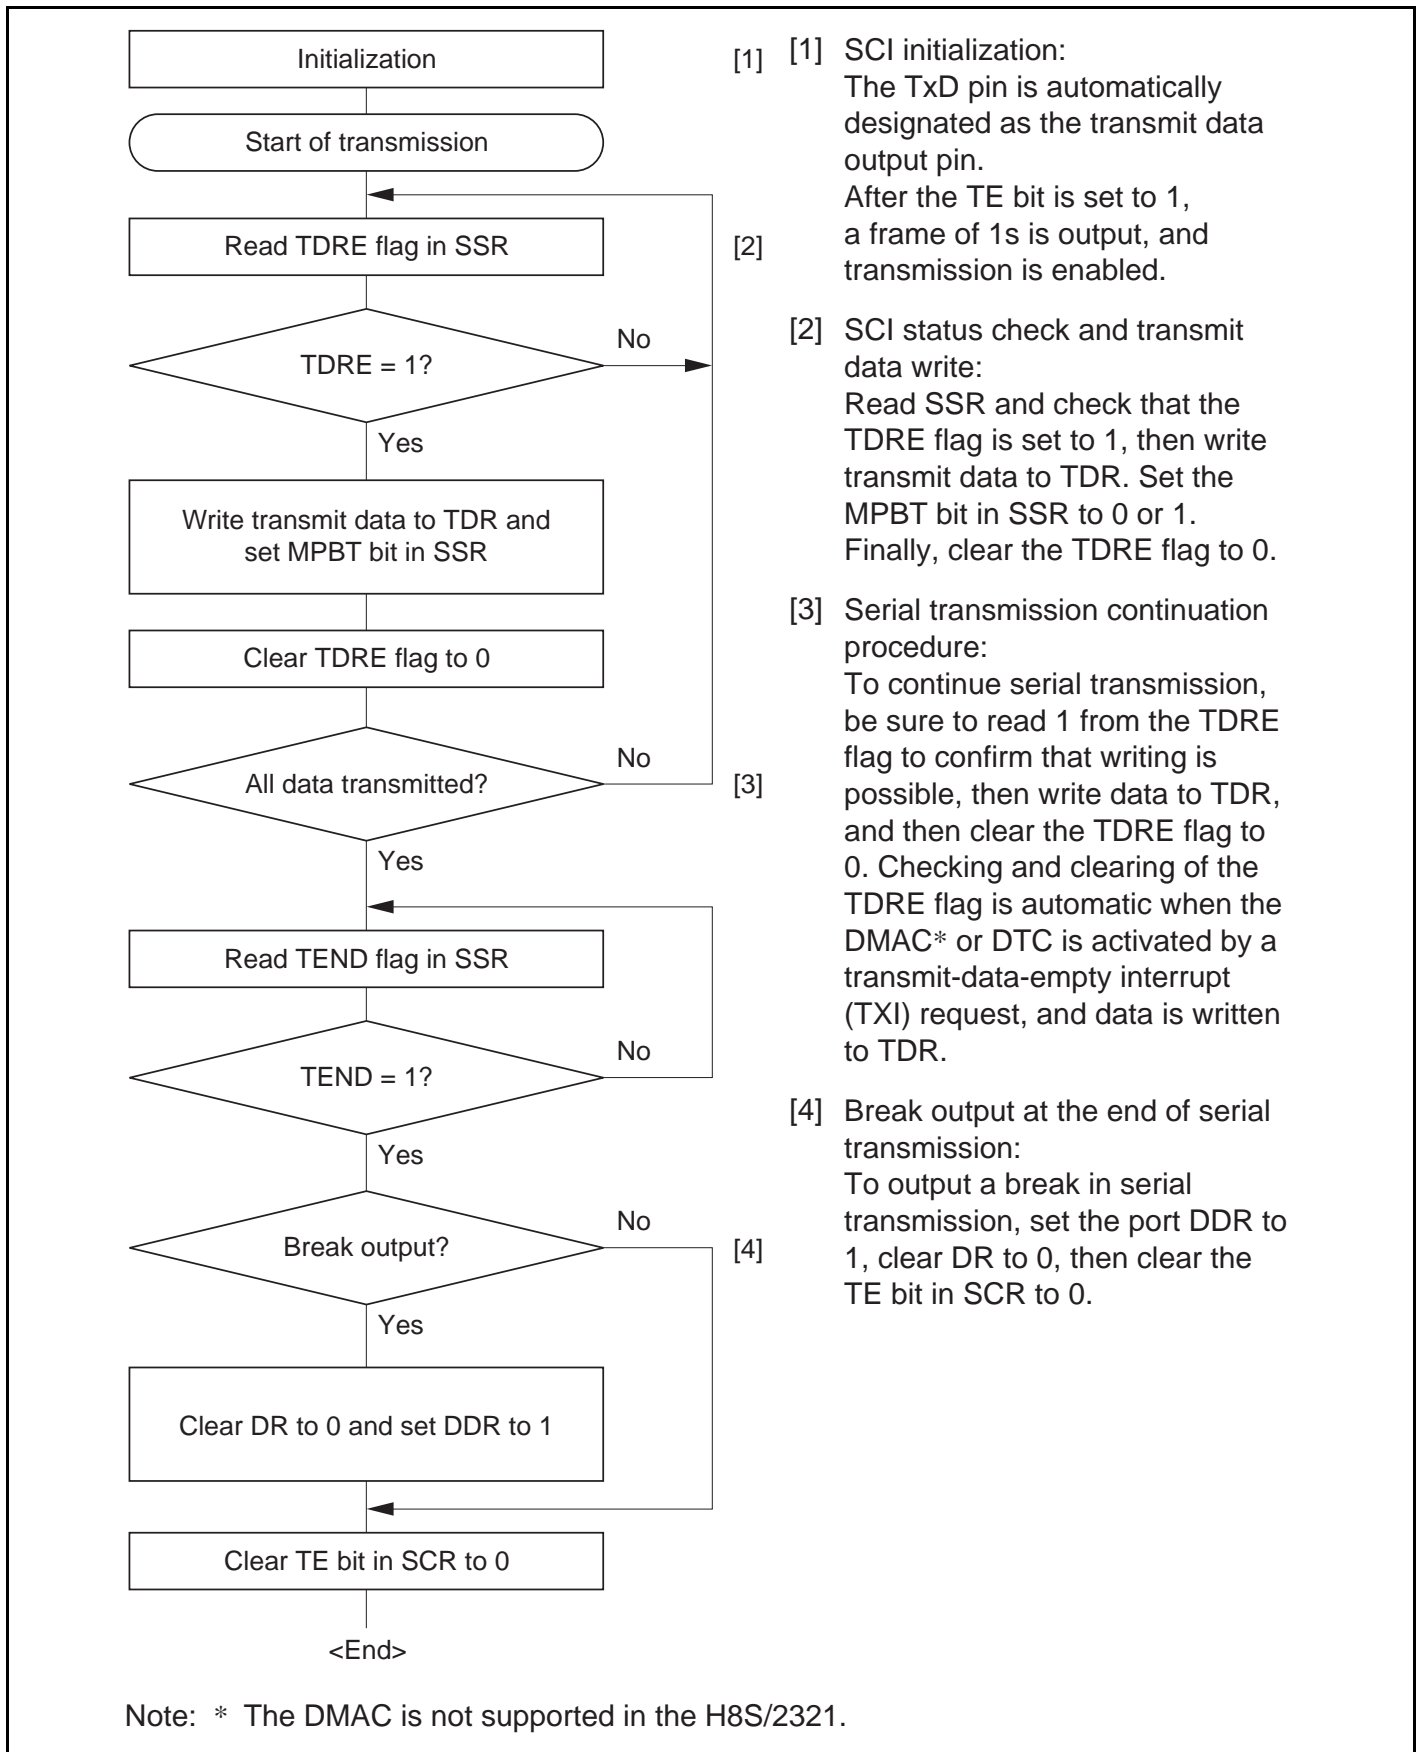 Initialization
[1]
Start of transmission
Read TDRE flag in SSR
[2]
TDRE = 1?
No
Yes
Write transmit data to TDR and
set MPBT bit in SSR
Clear TDRE flag to 0
All data transmitted?
No
[3]
Yes
Read TEND flag in SSR
TEND = 1?
No
Yes
Break output?
No
[4]
Yes
Clear DR to 0 and set DDR to 1
Clear TE bit in SCR to 0
<End>
[1] SCI initialization:
The TxD pin is automatically
designated as the transmit data
output pin.
After the TE bit is set to 1,
a frame of 1s is output, and
transmission is enabled.
[2] SCI status check and transmit
data write:
Read SSR and check that the
TDRE flag is set to 1, then write
transmit data to TDR. Set the
MPBT bit in SSR to 0 or 1.
Finally, clear the TDRE flag to 0.
[3] Serial transmission continuation
procedure:
To continue serial transmission,
be sure to read 1 from the TDRE
flag to confirm that writing is
possible, then write data to TDR,
and then clear the TDRE flag to
0. Checking and clearing of the
TDRE flag is automatic when the
DMAC* or DTC is activated by a
transmit-data-empty interrupt
(TXI) request, and data is written
to TDR.
[4] Break output at the end of serial
transmission:
To output a break in serial
transmission, set the port DDR to
1, clear DR to 0, then clear the
TE bit in SCR to 0.
Note: * The DMAC is not supported in the H8S/2321.